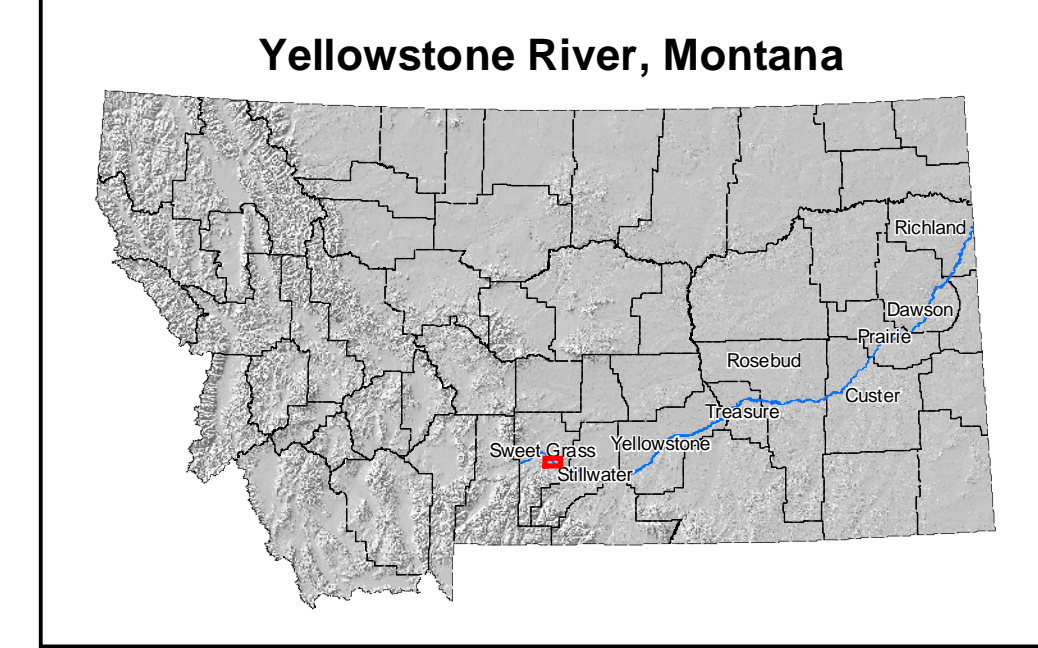 Yellowstone River, Montana
Richland
Dawson
Prairie
Rosebud
Custer
Treasure
Yellowstone
Sweet Grass
Stillwater